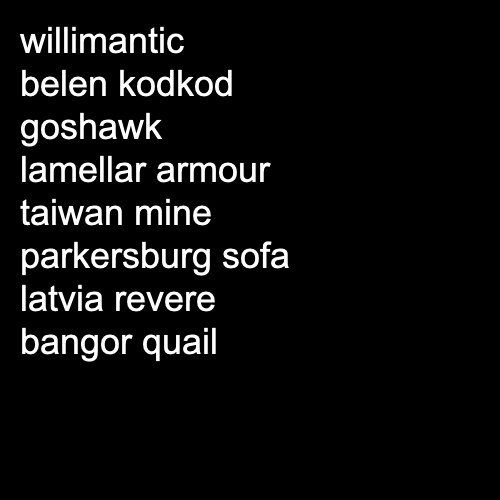 willimantic
belen kodkod
goshawk
lamellar armour
taiwan mine
parkersburg sofa
latvia revere
bangor quail